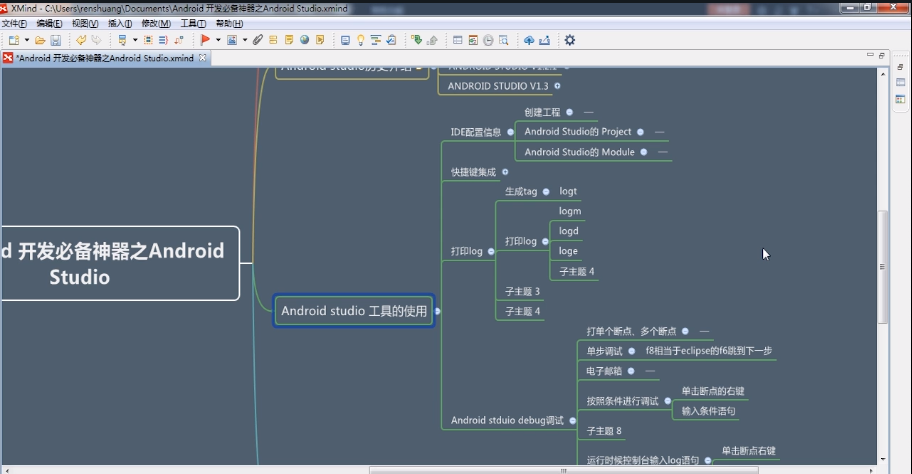 XMind - C:\Users\renshuang\Documents\Android 开发必备神器之Android Studio.xmind
文件(F) 编辑(E) 视图(V) 插入(I) 修改(M) 工具(T) 帮助(H)
*Android 开发必备神器之Android Studio.xmind
Android studio历史介绍
ANDROID STUDIO V1.2.1
ANDROID STUDIO V1.3
创建工程
IDE配置信息
Android Studio的 Project
Android Studio的 Module
快捷键集成
生成tag
logt
logm
打印log
logd
打印log
loge
子主题 4
子主题 3
子主题 4
d 开发必备神器之Android
Studio
Android studio 工具的使用
打单个断点、多个断点
单步调试
f8相当于eclipse的f6跳到下一步
电子邮箱
单击断点的右键
按照条件进行调试
输入条件语句
Android stduio debug调试
子主题 8
单击断点右键
运行时候控制台输入log语句